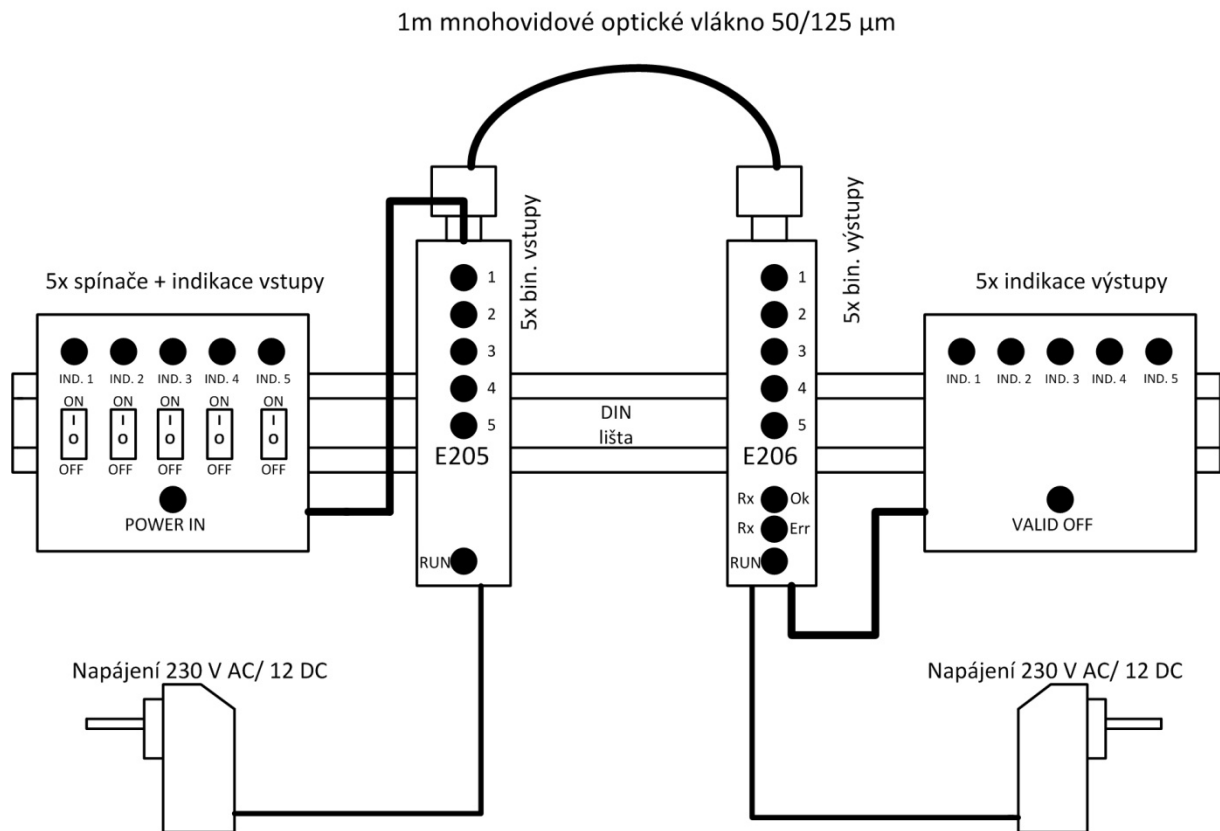 1m mnohovidové optické vlákno 50/125 µm
5x spínače + indikace vstupy
IND. 1 IND. 2 IND. 3 IND. 4 IND. 5
ON ON ON ON ON
I I I I I
O O O O O
OFF OFF OFF OFF OFF
POWER IN
5x bin. vstupy
1
2
3
4
5
E205
RUN
DIN
lišta
5x bin. výstupy
1
2
3
4
5
E206
Rx Ok
Rx Err
RUN
5x indikace výstupy
IND. 1 IND. 2 IND. 3 IND. 4 IND. 5
VALID OFF
Napájení 230 V AC/ 12 DC
Napájení 230 V AC/ 12 DC